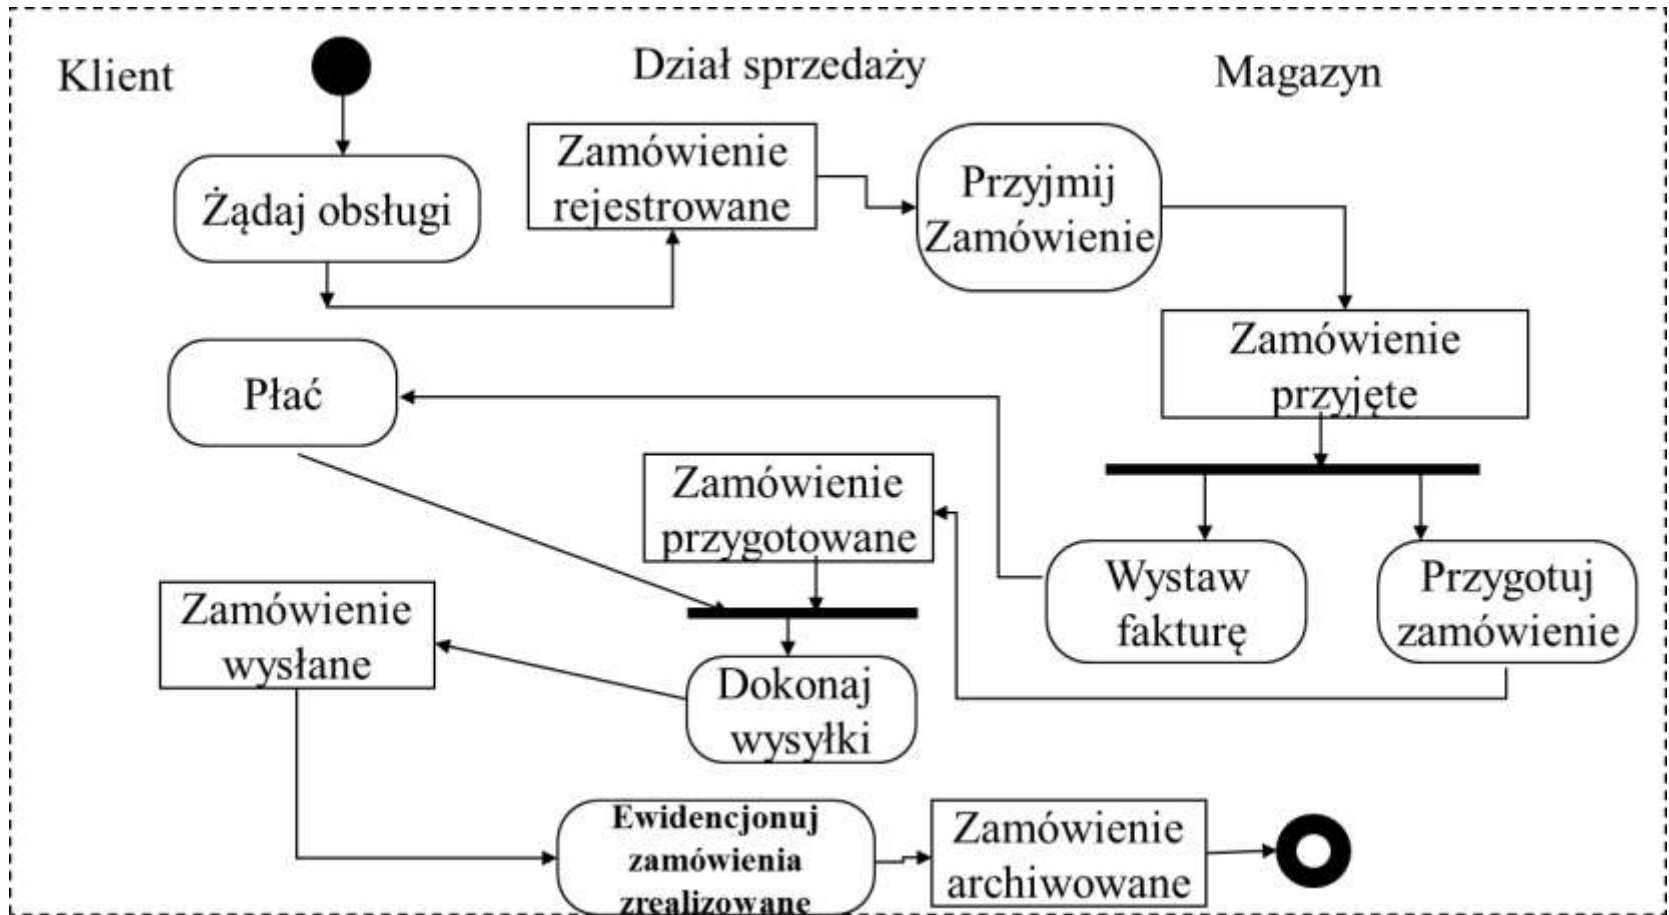 Klient
Dział sprzedaży
Magazyn
Żądaj obsługi
Zamówienie
rejestrowane
Przyjmij
Zamówienie
Zamówienie
przyjęte
Płać
Zamówienie
przygotowane
Wystaw
fakturę
Przygotuj
zamówienie
Zamówienie
wysłane
Dokonaj
wysyłki
Ewidencjonuj
zamówienia
zrealizowane
Zamówienie
archiwowane